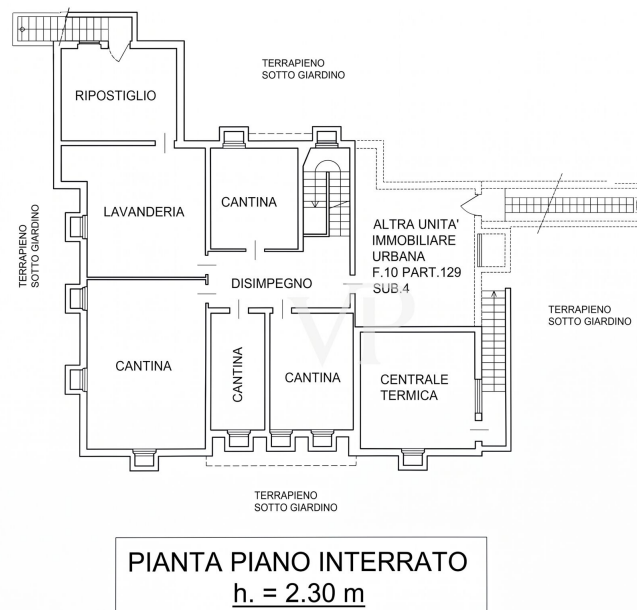 TERRAPIENO
SOTTO GIARDINO
RIPOSTIGLIO
LAVANDERIA
CANTINA
ALTRA UNITA'
IMMOBILIARE
URBANA
F.10 PART.129
SUB.4
TERRAPIENO
SOTTO GIARDINO
DISIMPEGNO
TERRAPIENO
SOTTO GIARDINO
VP
CANTINA
CANTINA
CANTINA
CENTRALE
TERMICA
TERRAPIENO
SOTTO GIARDINO
PIANTA PIANO INTERRATO
h. = 2.30 m